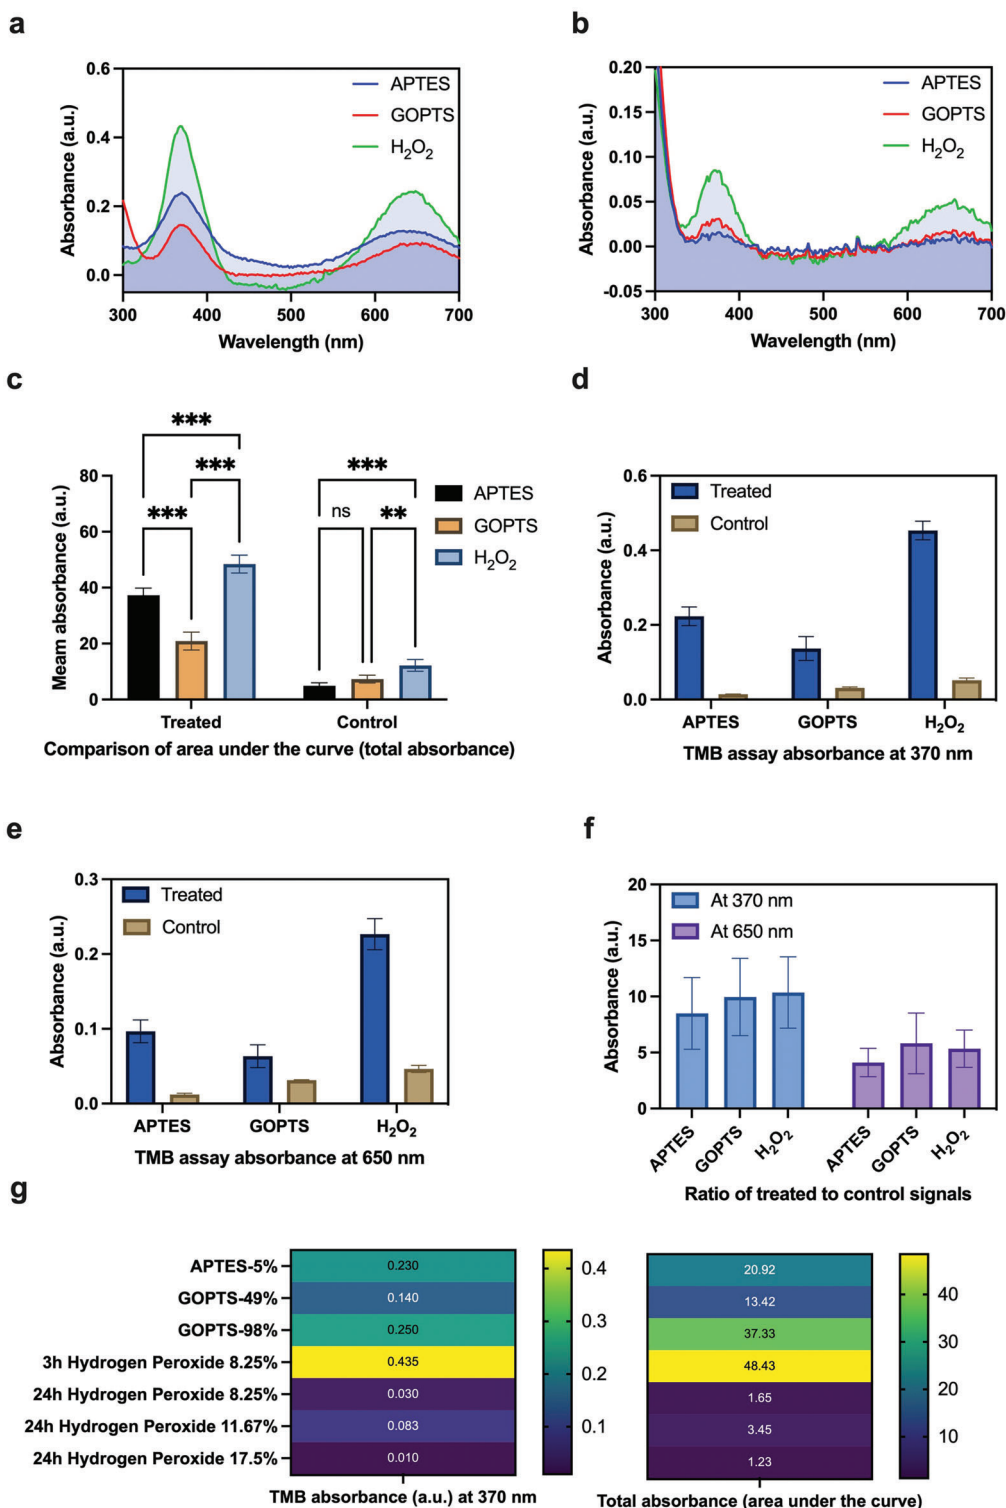 a
0.6
0.4
0.2
0.0
Absorbance (a.u.)
APTES
GOPTS
H₂O₂
300 400 500 600 700
Wavelength (nm)
b
0.20
0.15
0.10
0.05
0.00
-0.05
Absorbance (a.u.)
APTES
GOPTS
H₂O₂
300 400 500 600 700
Wavelength (nm)
c
***
***
***
***
ns
**
80
60
40
20
0
Meam absorbance (a.u.)
APTES
GOPTS
H₂O₂
Treated Control
Comparison of area under the curve (total absorbance)
d
0.6
0.4
0.2
0.0
Absorbance (a.u.)
Treated
Control
APTES GOPTS H₂O₂
TMB assay absorbance at 370 nm
e
0.3
0.2
0.1
0.0
Absorbance (a.u.)
Treated
Control
APTES GOPTS H₂O₂
TMB assay absorbance at 650 nm
f
20
15
10
5
0
Absorbance (a.u.)
At 370 nm
At 650 nm
APTES GOPTS H₂O₂ APTES GOPTS H₂O₂
Ratio of treated to control signals
g
APTES-5% 0.230
GOPTS-49% 0.140
GOPTS-98% 0.250
3h Hydrogen Peroxide 8.25% 0.435
24h Hydrogen Peroxide 8.25% 0.030
24h Hydrogen Peroxide 11.67% 0.083
24h Hydrogen Peroxide 17.5% 0.010
TMB absorbance (a.u.) at 370 nm
0.4
0.3
0.2
0.1
20.92
13.42
37.33
48.43
1.65
3.45
1.23
Total absorbance (area under the curve)
40
30
20
10